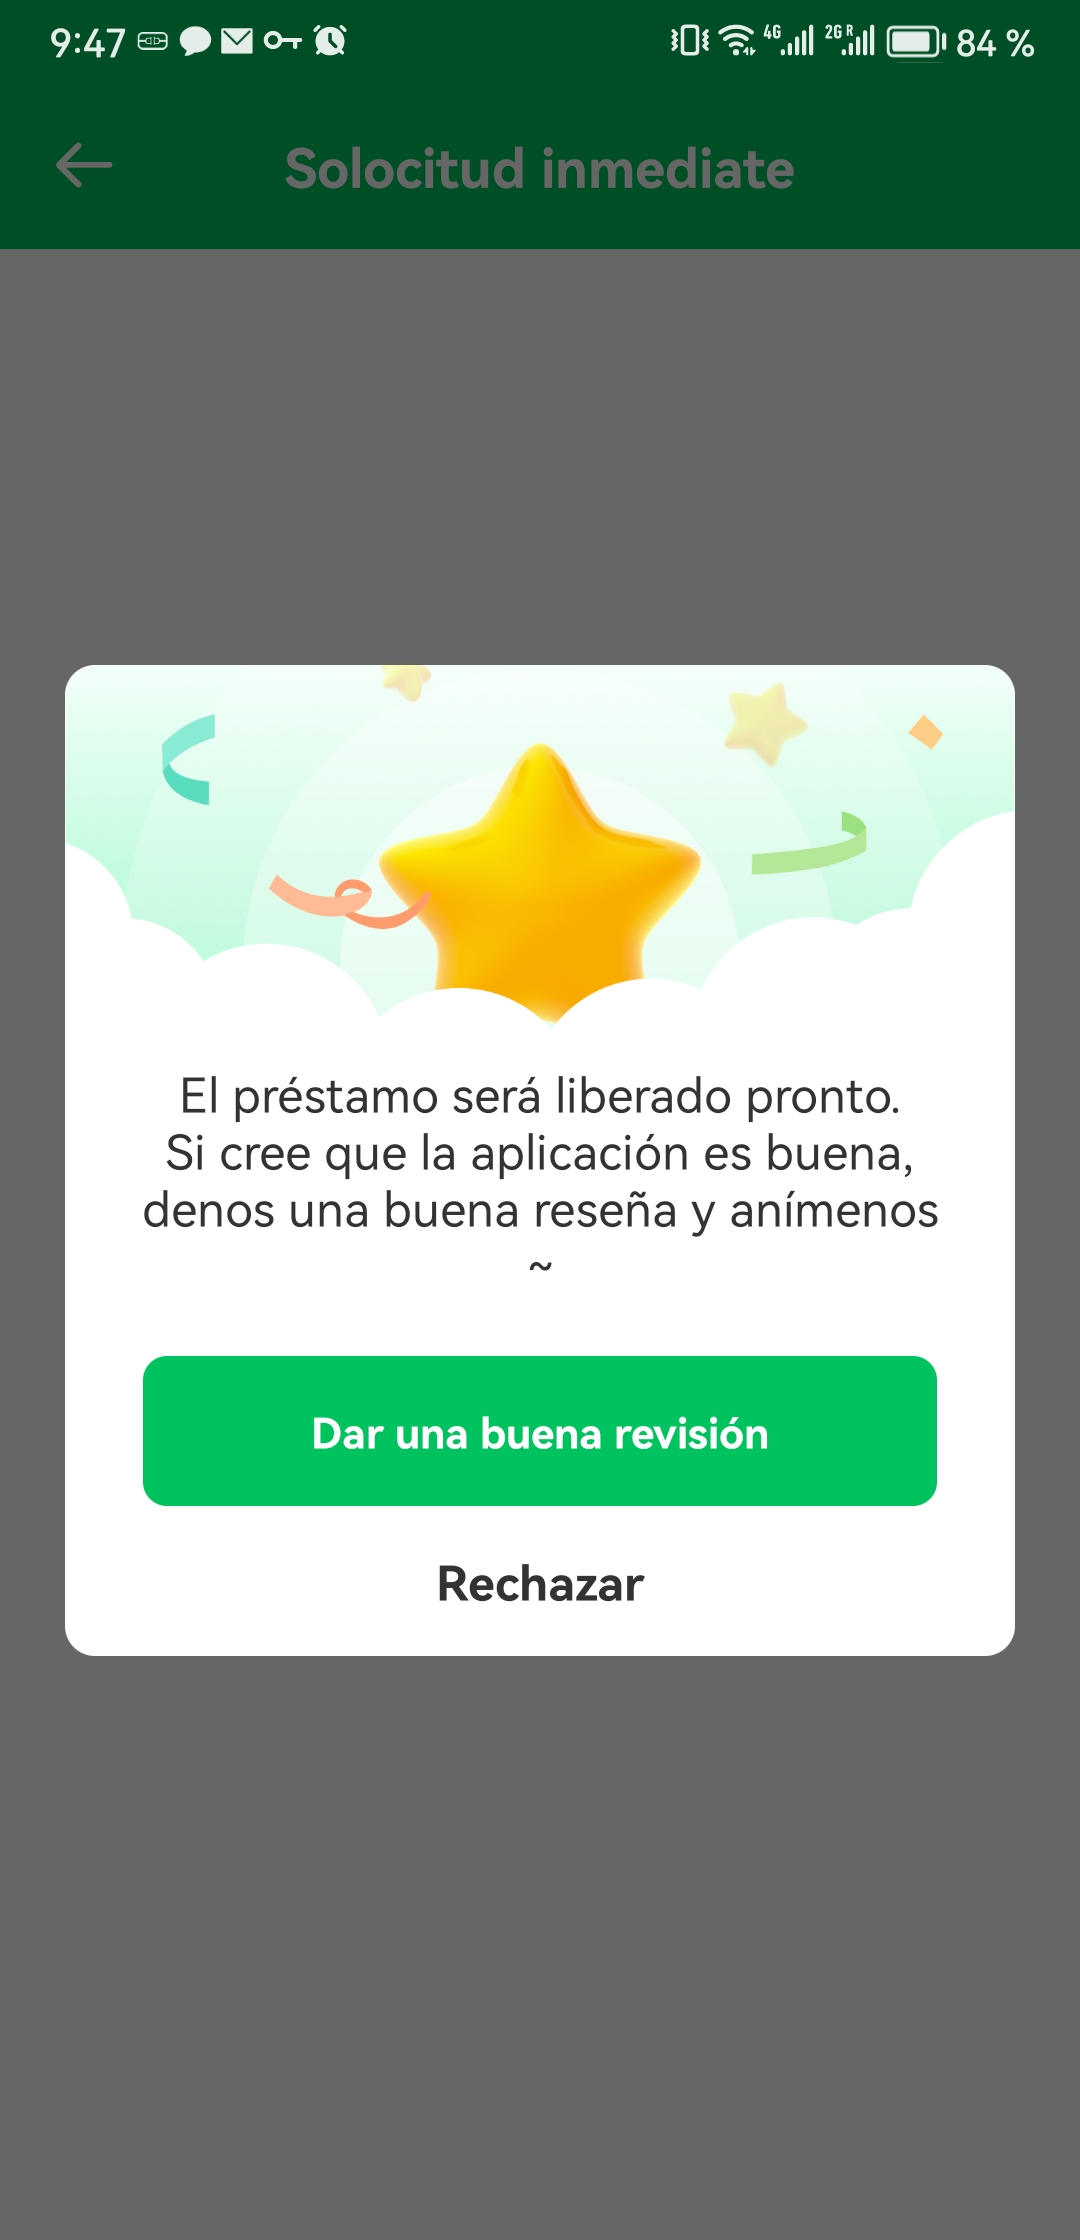 9:47
4G
2G R
84 %
Solocitud inmediate
El préstamo será liberado pronto.
Si cree que la aplicación es buena,
denos una buena reseña y anímenos
~
Dar una buena revisión
Rechazar